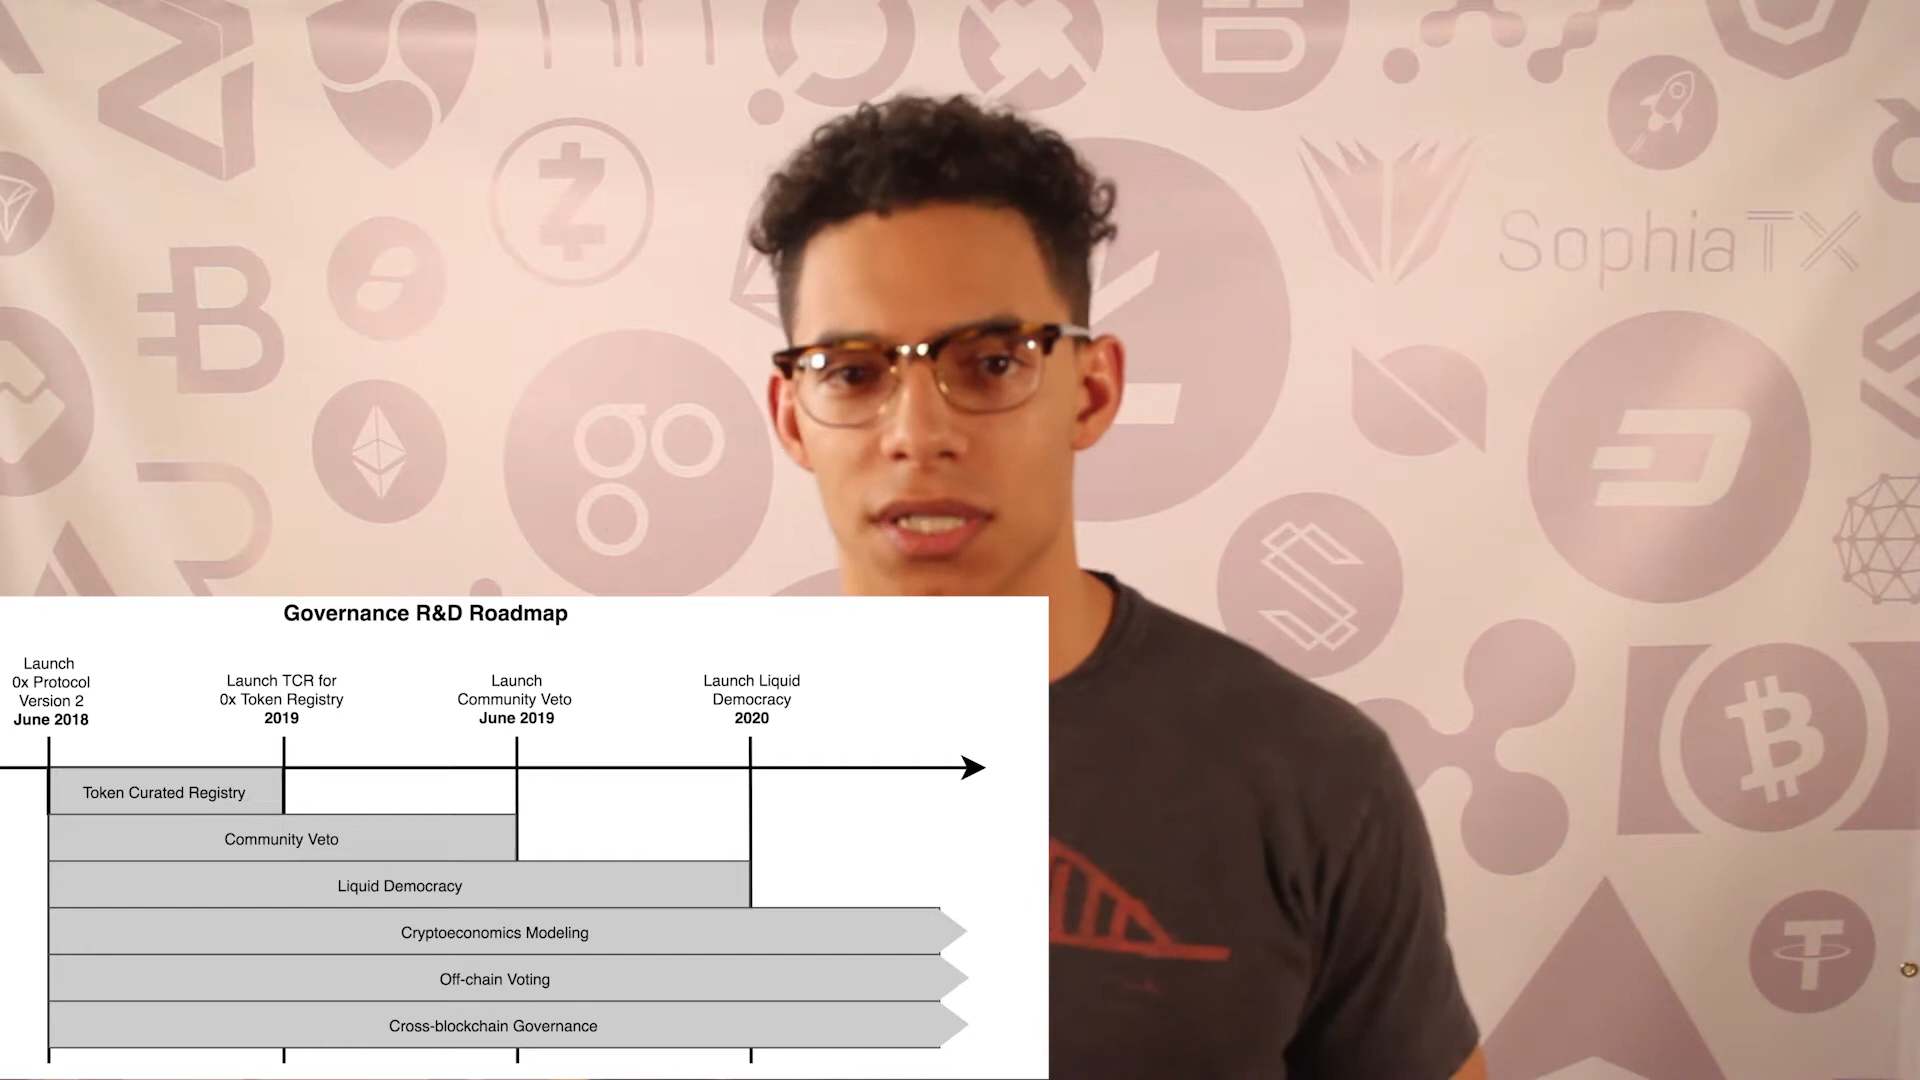 SophiaTX
go
Governance R&D Roadmap
Launch
0x Protocol
Version 2
June 2018
Launch TCR for
0x Token Registry
2019
Launch
Community Veto
June 2019
Launch Liquid
Democracy
2020
Token Curated Registry
Community Veto
Liquid Democracy
Cryptoeconomics Modeling
Off-chain Voting
Cross-blockchain Governance